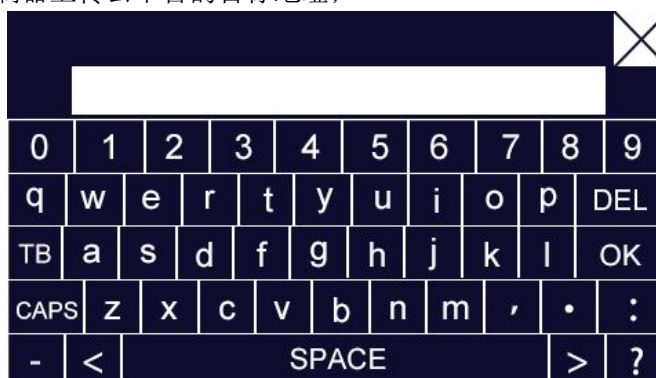 0 1 2 3 4 5 6 7 8 9
q w e r t y u i o p DEL
TB a s d f g h j k l OK
CAPS z x c v b n m , . :
- < SPACE > ?